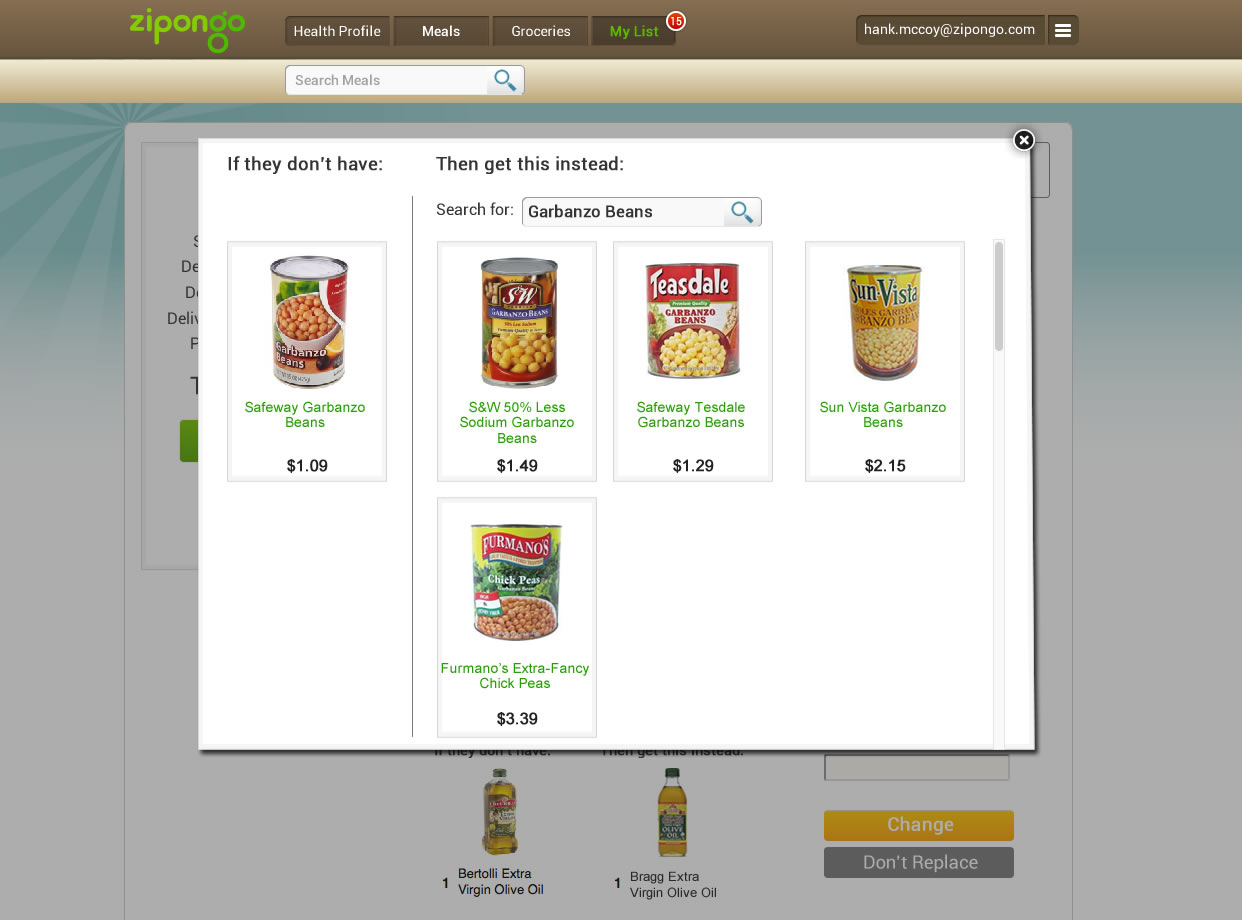 zipongo
Health Profile
Meals
Groceries
My List
15
hank.mccoy@zipongo.com
Search Meals
If they don't have:
Then get this instead:
Search for:
Garbanzo Beans
Garbanzo
Beans
Safeway Garbanzo
Beans
$1.09
S&W
GARBANZO BEANS
50% Less Sodium
S&W 50% Less
Sodium Garbanzo
Beans
$1.49
Teasdale
Premium Quality
GARBANZO
BEANS
Safeway Tesdale
Garbanzo Beans
$1.29
Sun-Vista
Sun Vista Garbanzo
Beans
$2.15
FURMANO'S
Chick Peas
Garbanzo Beans
Furmano's Extra-Fancy
Chick Peas
$3.39
If they don't have:
Then get this instead:
OLIVE
OIL
1
Bertolli Extra
Virgin Olive Oil
1
Bragg Extra
Virgin Olive Oil
Change
Don't Replace